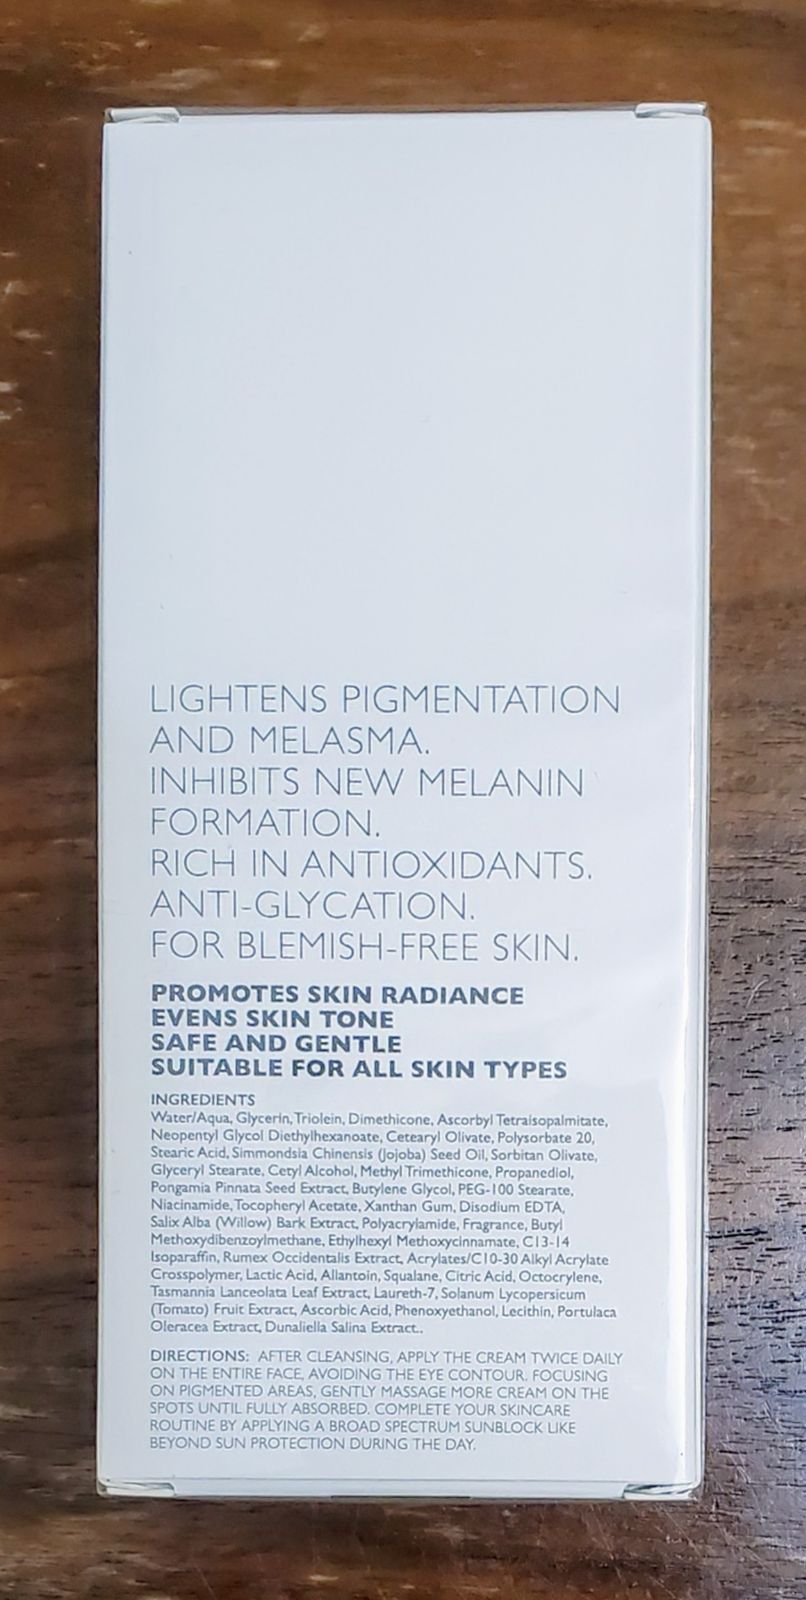 LIGHTENS PIGMENTATION
AND MELASMA.
INHIBITS NEW MELANIN
FORMATION.
RICH IN ANTIOXIDANTS.
ANTI-GLYCATION.
FOR BLEMISH-FREE SKIN.
PROMOTES SKIN RADIANCE
EVENS SKIN TONE
SAFE AND GENTLE
SUITABLE FOR ALL SKIN TYPES
INGREDIENTS
Water/Aqua, Glycerin, Triolein, Dimethicone, Ascorbyl Tetraisopalmitate,
Neopentyl Glycol Diethylhexanoate, Cetearyl Olivate, Polysorbate 20,
Stearic Acid, Simmondsia Chinensis (Jojoba) Seed Oil, Sorbitan Olivate,
Glyceryl Stearate, Cetyl Alcohol, Methyl Trimethicone, Propanediol,
Pongamia Pinnata Seed Extract, Butylene Glycol, PEG-100 Stearate,
Niacinamide, Tocopheryl Acetate, Xanthan Gum, Disodium EDTA,
Salix Alba (Willow) Bark Extract, Polyacrylamide, Fragrance, Butyl
Methoxydibenzoylmethane, Ethylhexyl Methoxycinnamate, C13-14
Isoparaffin, Rumex Occidentalis Extract, Acrylates/C10-30 Alkyl Acrylate
Crosspolymer, Lactic Acid, Allantoin, Squalane, Citric Acid, Octocrylene,
Tasmannia Lanceolata Leaf Extract, Laureth-7, Solanum Lycopersicum
(Tomato) Fruit Extract, Ascorbic Acid, Phenoxyethanol, Lecithin, Portulaca
Oleracea Extract, Dunaliella Salina Extract..
DIRECTIONS: AFTER CLEANSING, APPLY THE CREAM TWICE DAILY
ON THE ENTIRE FACE, AVOIDING THE EYE CONTOUR. FOCUSING
ON PIGMENTED AREAS, GENTLY MASSAGE MORE CREAM ON THE
SPOTS UNTIL FULLY ABSORBED. COMPLETE YOUR SKINCARE
ROUTINE BY APPLYING A BROAD SPECTRUM SUNBLOCK LIKE
BEYOND SUN PROTECTION DURING THE DAY.